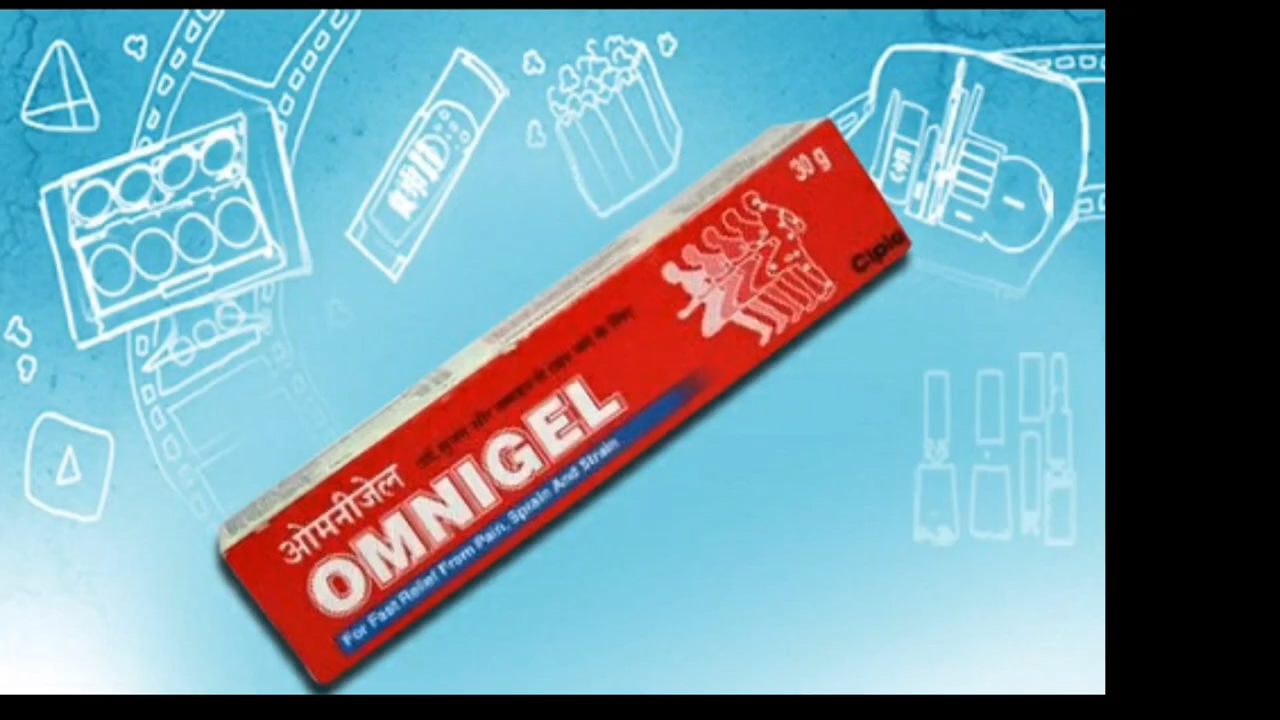 30 g
Cipla
ओमनीजेल
OMNIGEL
For Fast Relief From Pain, Sprain And Strain